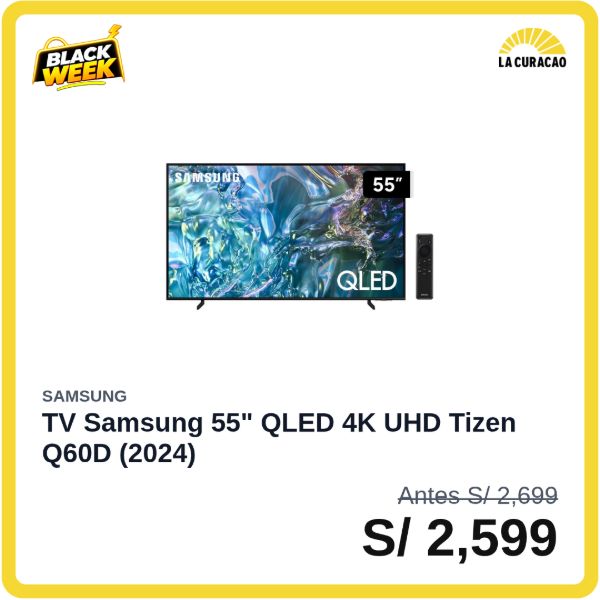 BLACK
WEEK
LA CURACAO
SAMSUNG
55"
QLED
SAMSUNG
TV Samsung 55" QLED 4K UHD Tizen
Q60D (2024)
Antes S/ 2,699
S/ 2,599